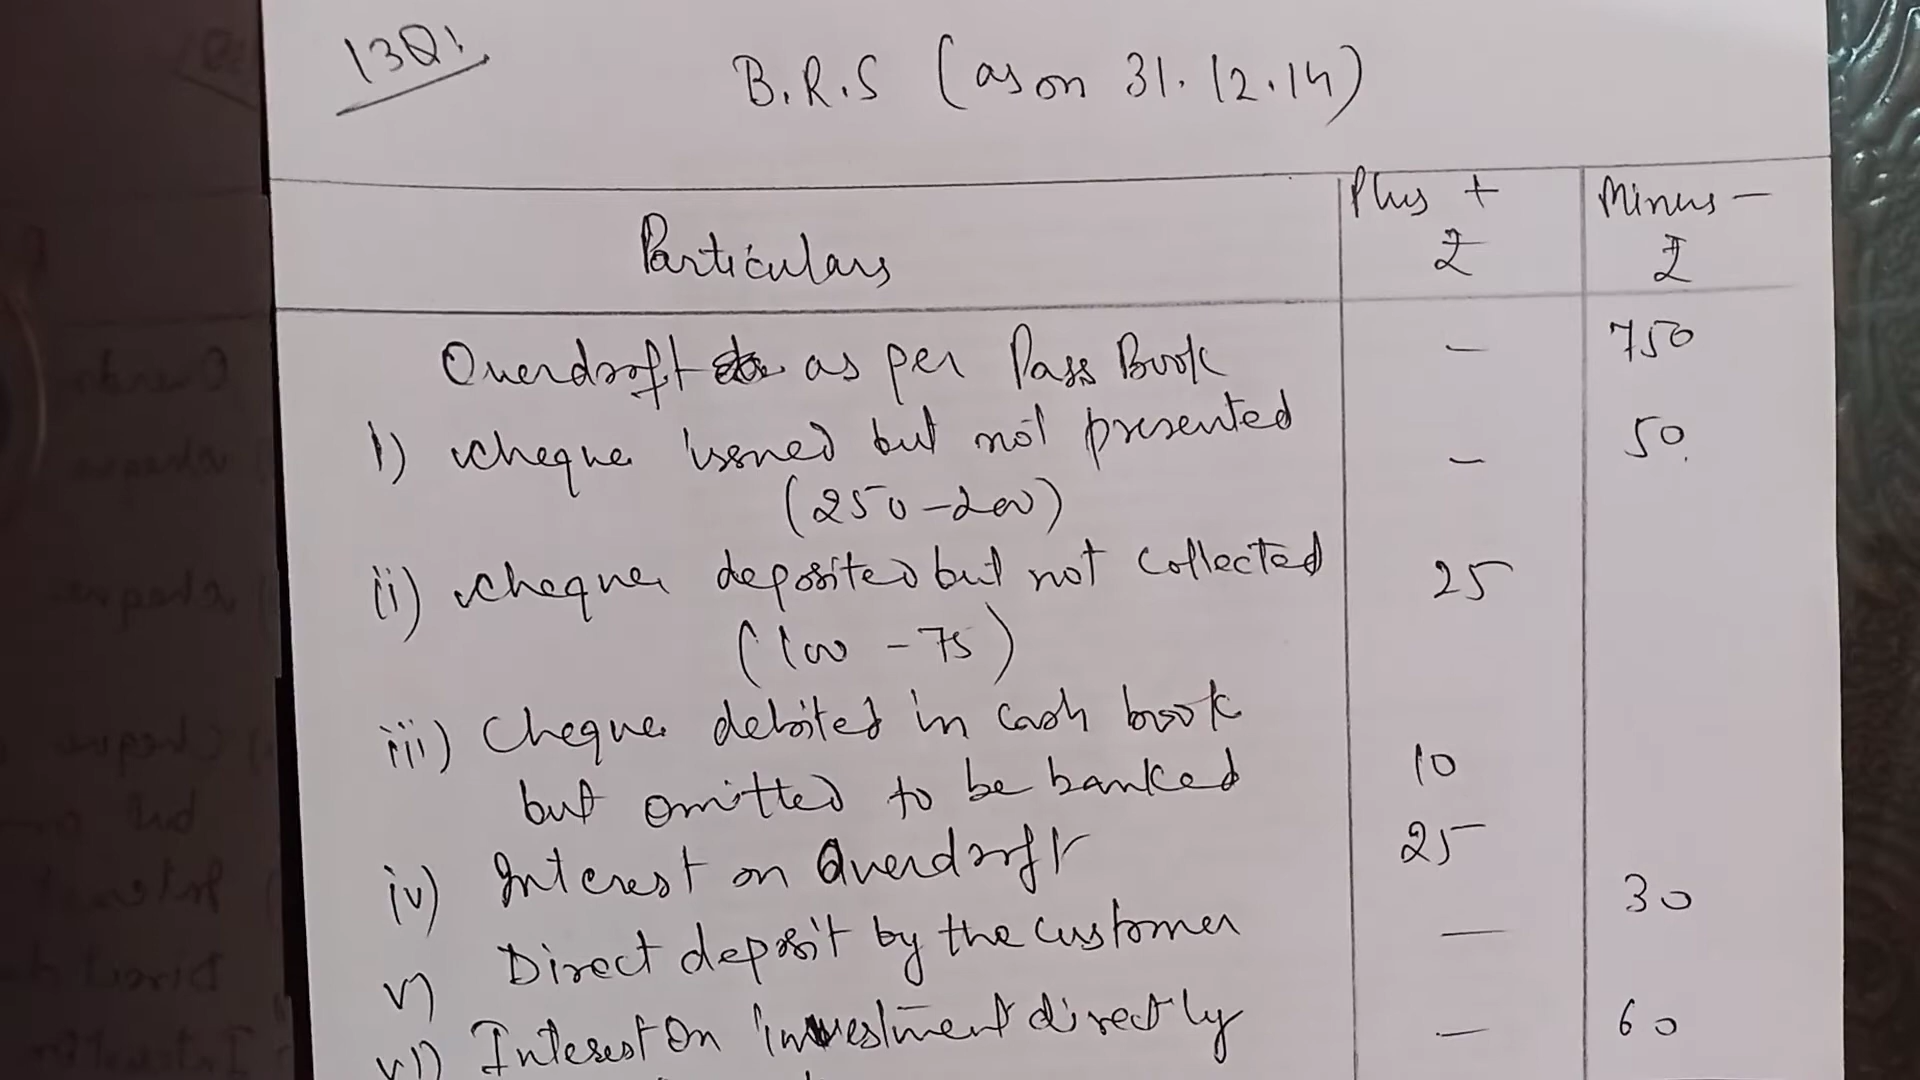 13Q1
B.R.S (as on 31.12.14)
Particulars
Plus +
₹
Minus -
₹
Overdraft as per Pass Book - 750
i) cheque issued but not presented - 50
(250-200)
(ii) cheque deposited but not collected 25
(100 - 75)
iii) Cheque debited in cash book
but omitted to be banked 10
iv) Interest on Overdraft 25
v) Direct deposit by the customer - 30
vi) Interest On investment directly - 60